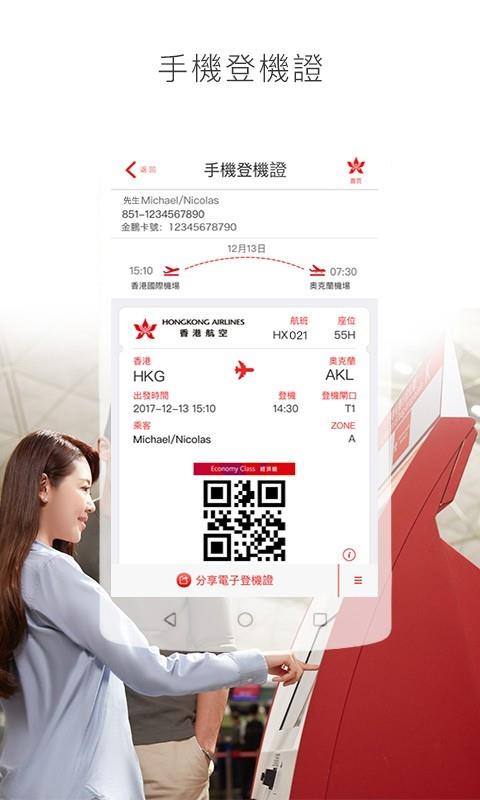 手機登機證
返回
手機登機證
首頁
先生Michael/Nicolas
851-1234567890
金鵬卡號：12345678790
12月13日
15:10
07:30
香港國際機場
奧克蘭機場
HONGKONG AIRLINES
香港航空
航班
座位
HX021
55H
香港
奧克蘭
HKG
AKL
出發時間
登機
登機閘口
2017-12-13 15:10
14:30
T1
乘客
ZONE
Michael/Nicolas
A
Economy Class 經濟艙
分享電子登機證